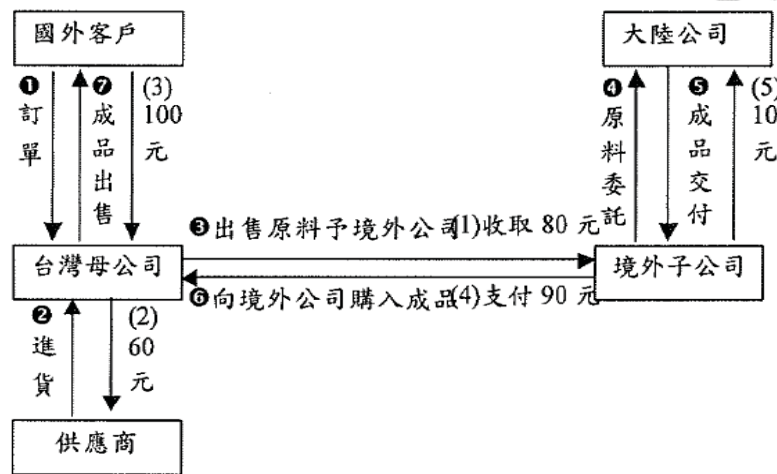 國外客戶
大陸公司
❶訂單
❼成品出售
(3)
100
元
❹原料委託
❺成品交付
(5)
10
元
❸出售原料予境外公司(1)收取 80 元
台灣母公司
境外子公司
❻向境外公司購入成品(4)支付 90 元
❷進貨
(2)
60
元
供應商